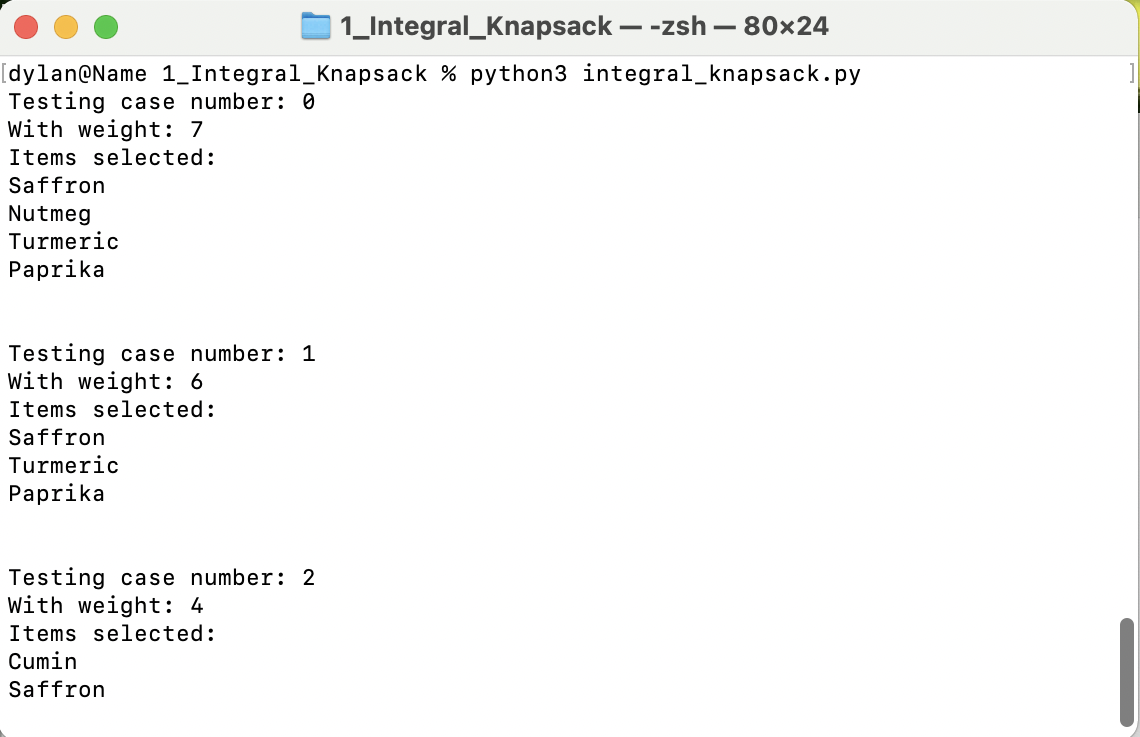 1_Integral_Knapsack — -zsh — 80×24
[dylan@Name 1_Integral_Knapsack % python3 integral_knapsack.py ]
Testing case number: 0
With weight: 7
Items selected:
Saffron
Nutmeg
Turmeric
Paprika
Testing case number: 1
With weight: 6
Items selected:
Saffron
Turmeric
Paprika
Testing case number: 2
With weight: 4
Items selected:
Cumin
Saffron